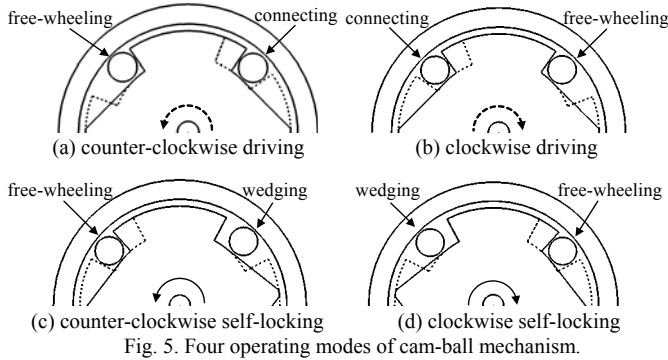 free-wheeling connecting connecting free-wheeling
(a) counter-clockwise driving (b) clockwise driving
free-wheeling wedging wedging free-wheeling
(c) counter-clockwise self-locking (d) clockwise self-locking
Fig. 5. Four operating modes of cam-ball mechanism.